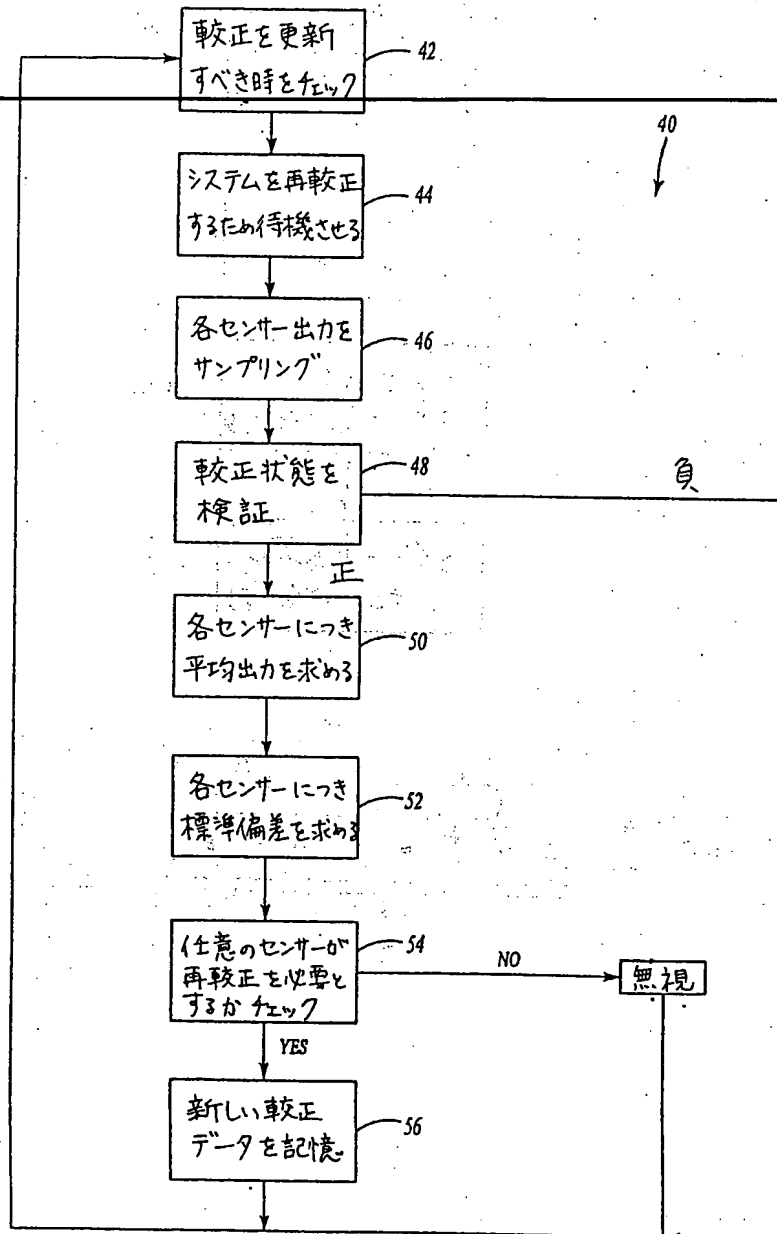 較正を更新
すべき時をチェック
42
40
システムを再較正
するため待機させる
44
各センサー出力を
サンプリング
46
較正状態を
検証
48
負
正
各センサーにつき
平均出力を求める
50
各センサーにつき
標準偏差を求める
52
任意のセンサーが
再較正を必要と
するかチェック
54
NO
無視
YES
新しい較正
データを記憶
56